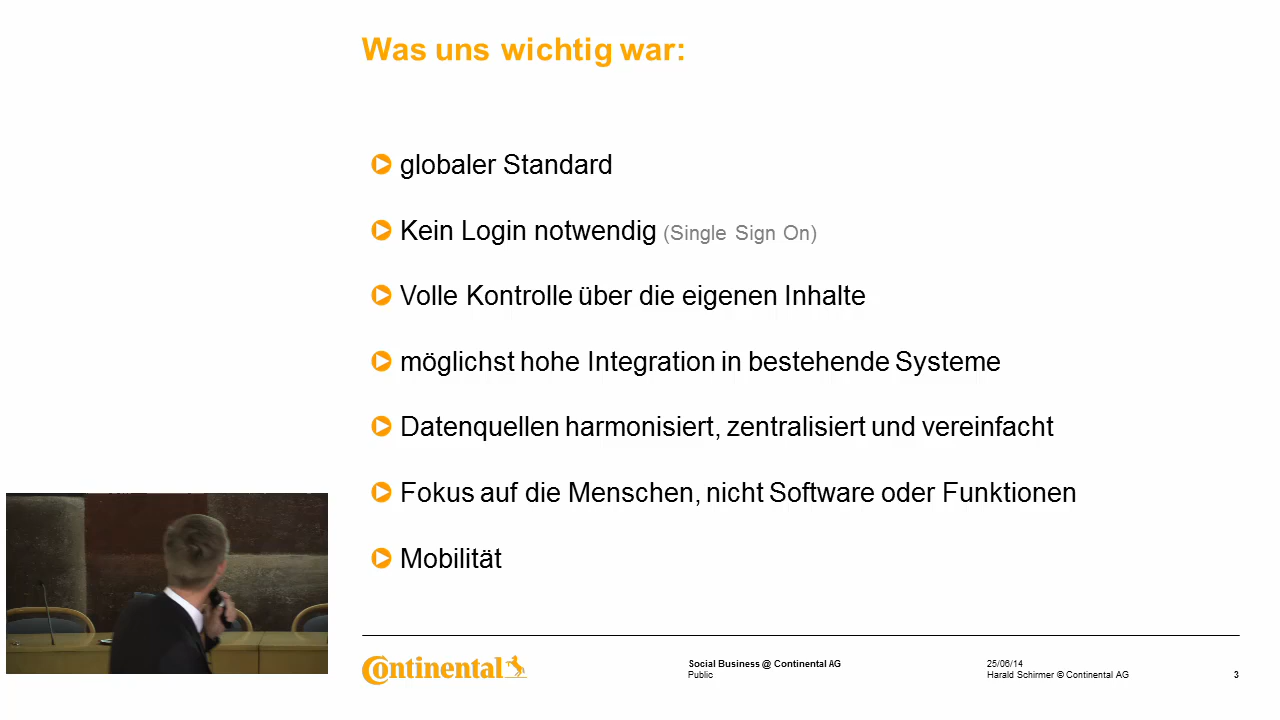 Was uns wichtig war:
globaler Standard
Kein Login notwendig (Single Sign On)
Volle Kontrolle über die eigenen Inhalte
möglichst hohe Integration in bestehende Systeme
Datenquellen harmonisiert, zentralisiert und vereinfacht
Fokus auf die Menschen, nicht Software oder Funktionen
Mobilität
Continental
Social Business @ Continental AG
Public
25/06/14
Harald Schirmer © Continental AG
3